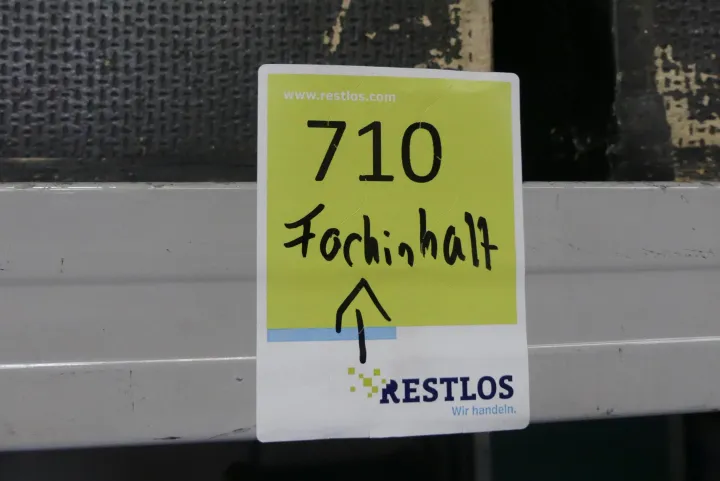 www.restlos.com
710
Fachinhalt
RESTLOS
Wir handeln.